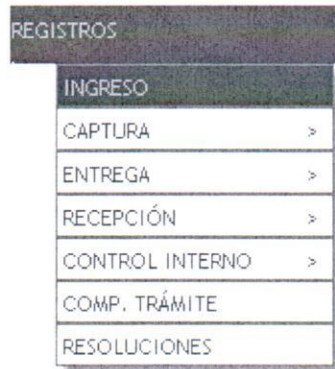 REGISTROS
INGRESO
CAPTURA >
ENTREGA >
RECEPCIÓN >
CONTROL INTERNO >
COMP. TRÁMITE
RESOLUCIONES